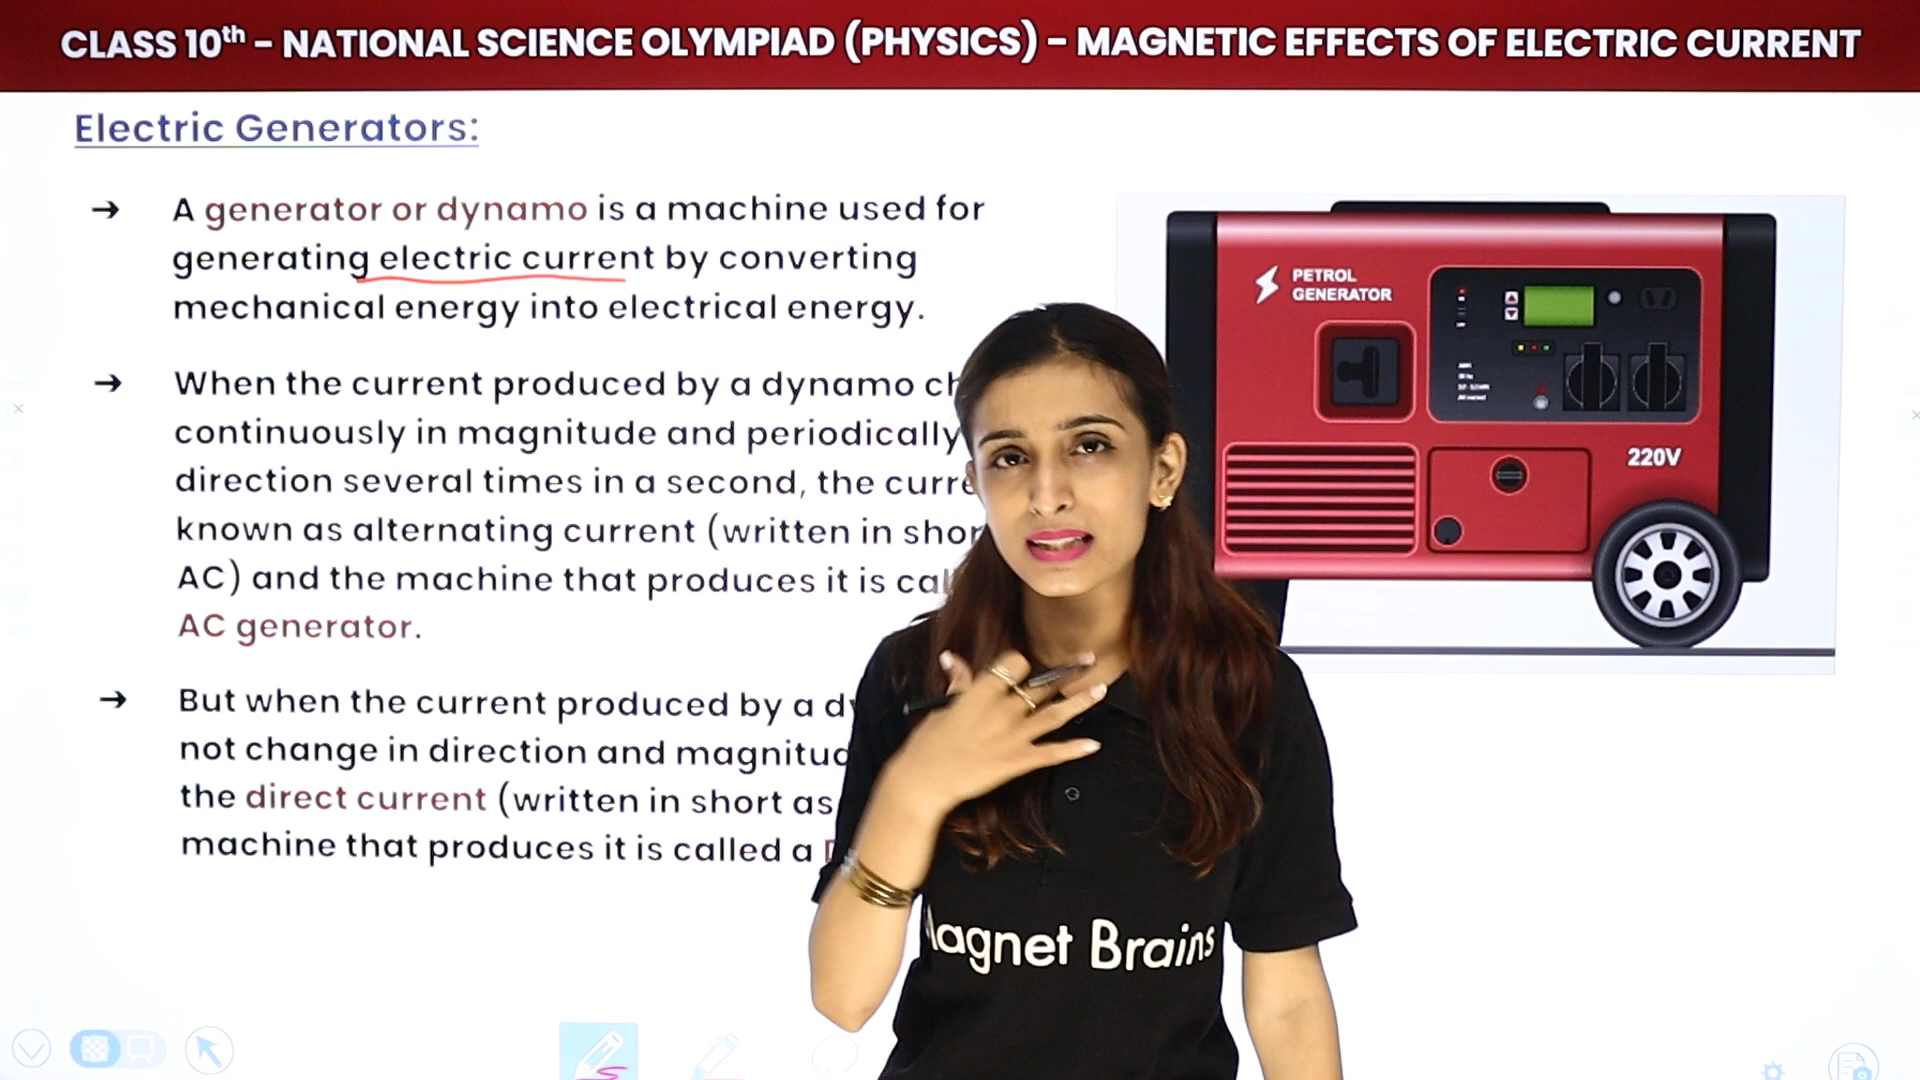 CLASS 10th – NATIONAL SCIENCE OLYMPIAD (PHYSICS) – MAGNETIC EFFECTS OF ELECTRIC CURRENT
Electric Generators:
→ A generator or dynamo is a machine used for
generating electric current by converting
mechanical energy into electrical energy.
→ When the current produced by a dynamo
continuously in magnitude and periodically
direction several times in a second, the
known as alternating current (written in
AC) and the machine that produces it is
AC generator.
→ But when the current produced by a
not change in direction and
the direct current (written in short as
machine that produces it is called a
PETROL
GENERATOR
220V
Brains